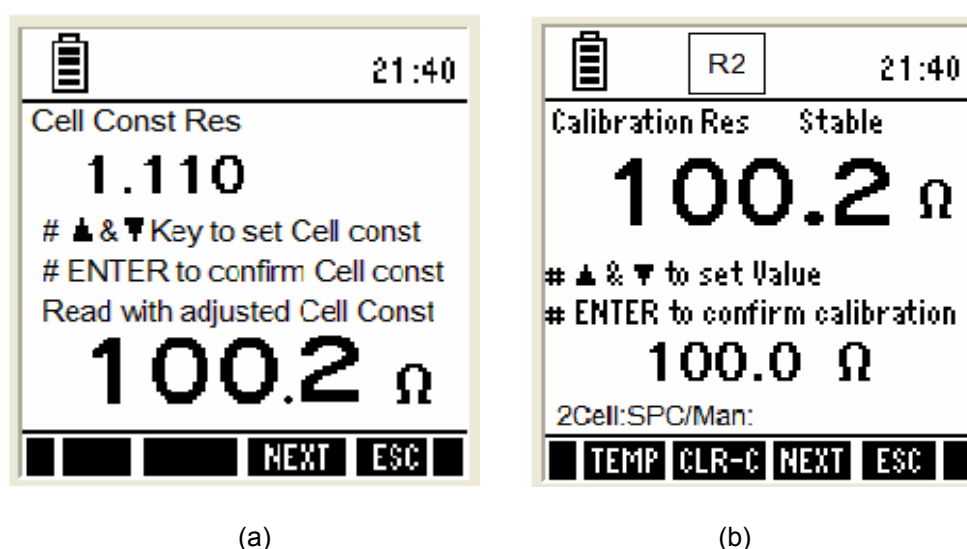 21:40
Cell Const Res
1.110
# ▲ & ▼ Key to set Cell const
# ENTER to confirm Cell const
Read with adjusted Cell Const
100.2 Ω
NEXT ESC
(a)
R2 21:40
Calibration Res Stable
100.2 Ω
# ▲ & ▼ to set Value
# ENTER to confirm calibration
100.0 Ω
2Cell:SPC/Man:
TEMP CLR-C NEXT ESC
(b)